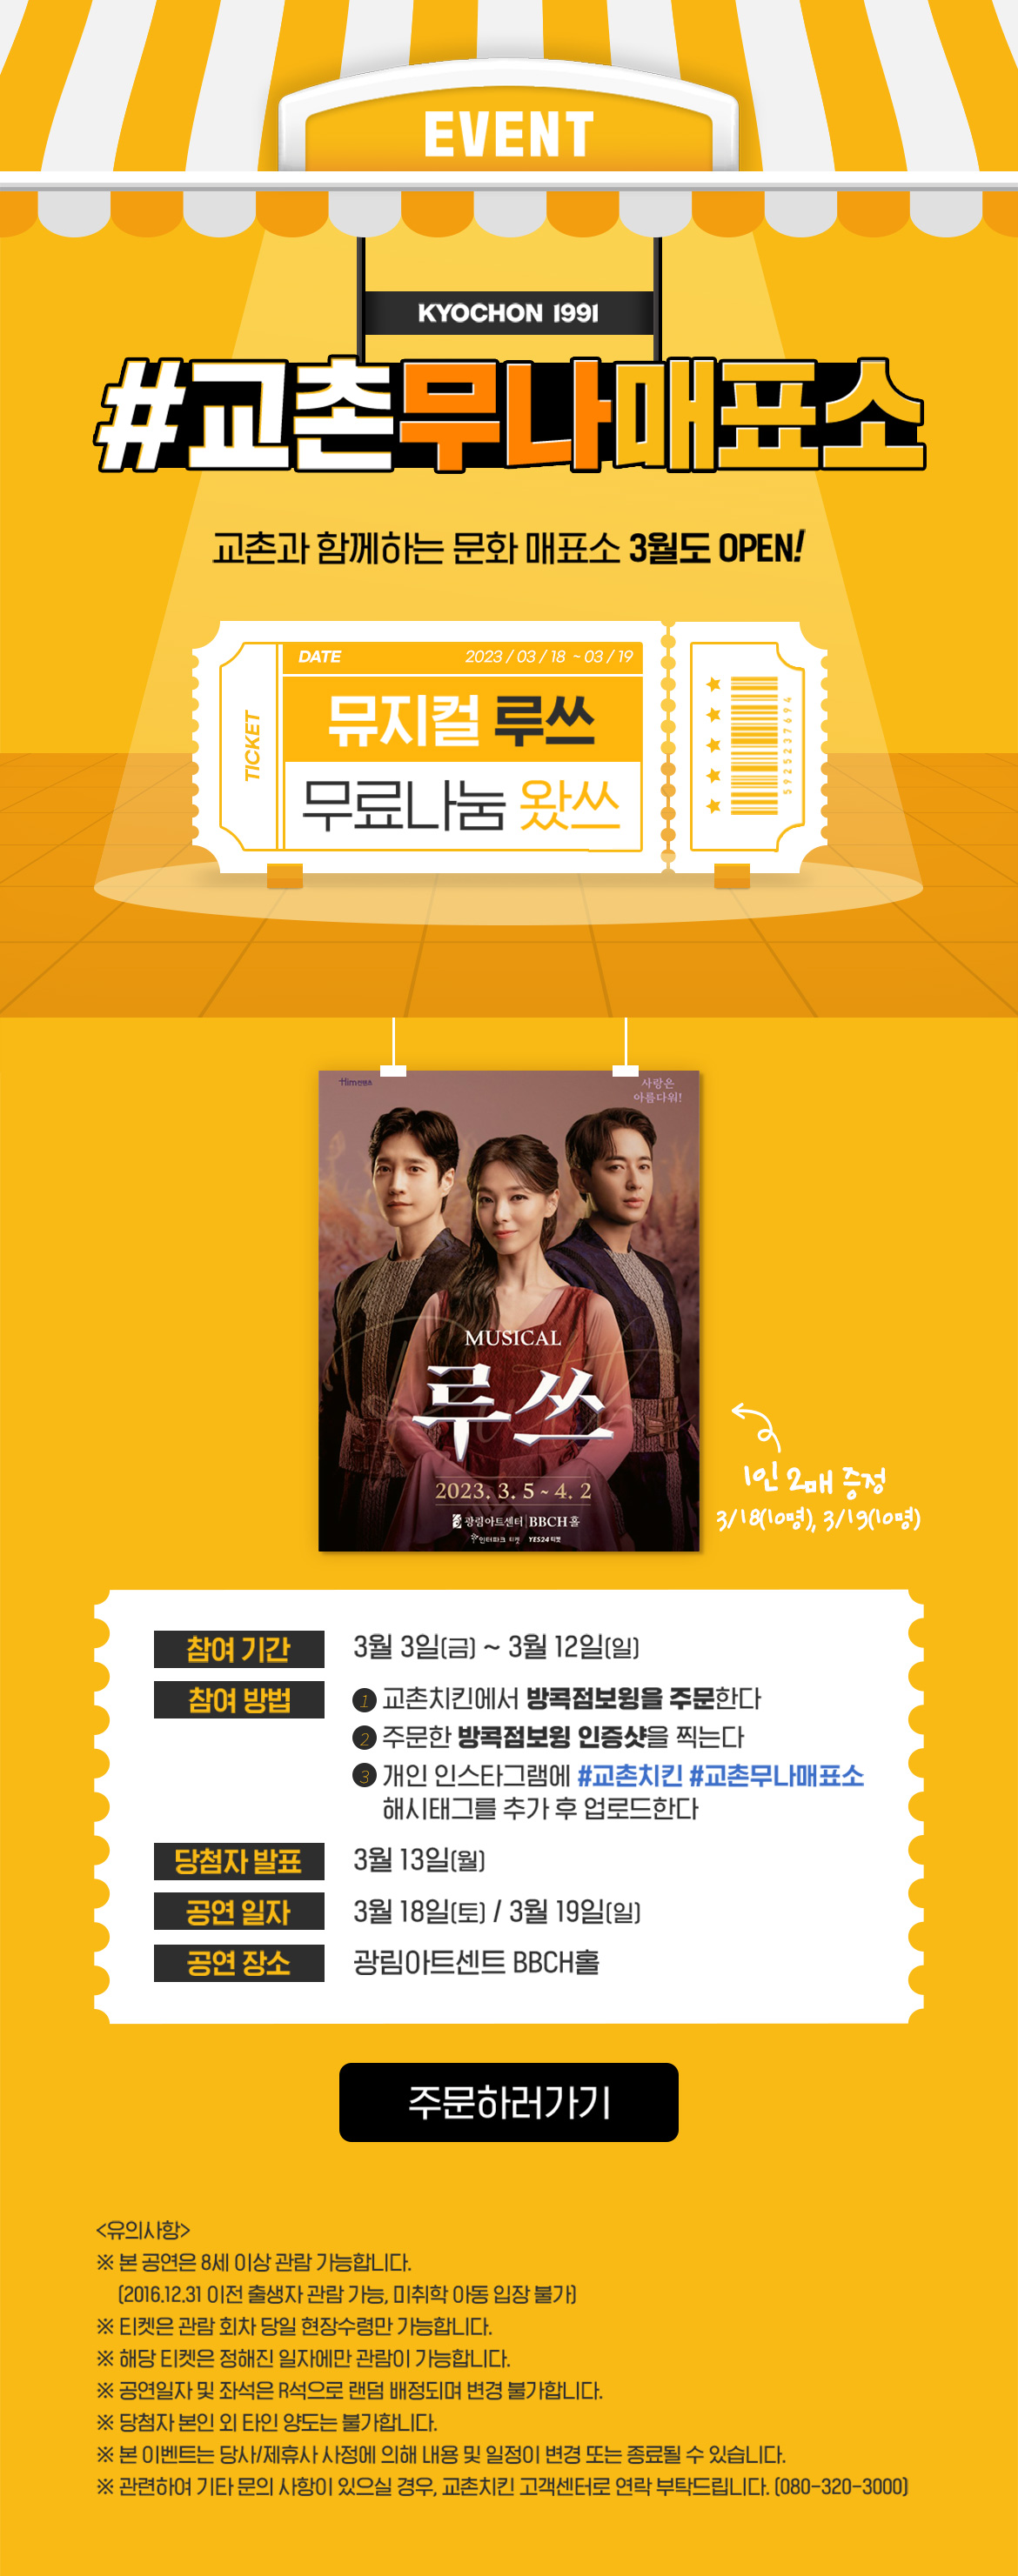 EVENT
KYOCHON 1991
#교촌무나매표소
교촌과 함께하는 문화 매표소 3월도 OPEN!
TICKET
DATE 2023 / 03 / 18 ~ 03 / 19
뮤지컬 루쓰
무료나눔 왔쓰
5925237694
Himena
사랑은
아름다워!
MUSICAL
루쓰
2023. 3. 5 ~ 4. 2
광림아트센터 BBCH홀
인터파크 티켓 YES24 티켓
1인 2매 증정
3/18(10명), 3/19(10명)
참여 기간 3월 3일(금) ~ 3월 12일(일)
참여 방법 1 교촌치킨에서 방콕점보윙을 주문한다
2 주문한 방콕점보윙 인증샷을 찍는다
3 개인 인스타그램에 #교촌치킨 #교촌무나매표소
해시태그를 추가 후 업로드한다
당첨자 발표 3월 13일(월)
공연 일자 3월 18일(토) / 3월 19일(일)
공연 장소 광림아트센트 BBCH홀
주문하러가기
<유의사항>
※ 본 공연은 8세 이상 관람 가능합니다.
(2016.12.31 이전 출생자 관람 가능, 미취학 아동 입장 불가)
※ 티켓은 관람 회차 당일 현장수령만 가능합니다.
※ 해당 티켓은 정해진 일자에만 관람이 가능합니다.
※ 공연일자 및 좌석은 R석으로 랜덤 배정되며 변경 불가합니다.
※ 당첨자 본인 외 타인 양도는 불가합니다.
※ 본 이벤트는 당사/제휴사 사정에 의해 내용 및 일정이 변경 또는 종료될 수 있습니다.
※ 관련하여 기타 문의 사항이 있으실 경우, 교촌치킨 고객센터로 연락 부탁드립니다. (080-320-3000)